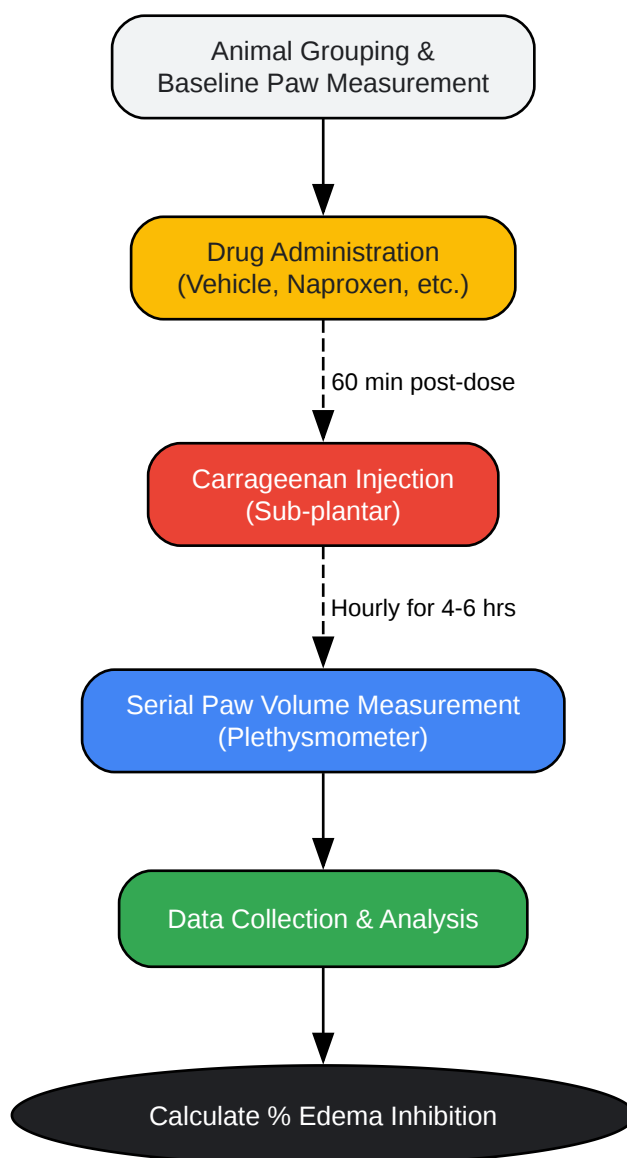 Animal Grouping &
Baseline Paw Measurement
Drug Administration
(Vehicle, Naproxen, etc.)
60 min post-dose
Carrageenan Injection
(Sub-plantar)
Hourly for 4-6 hrs
Serial Paw Volume Measurement
(Plethysmometer)
Data Collection & Analysis
Calculate % Edema Inhibition